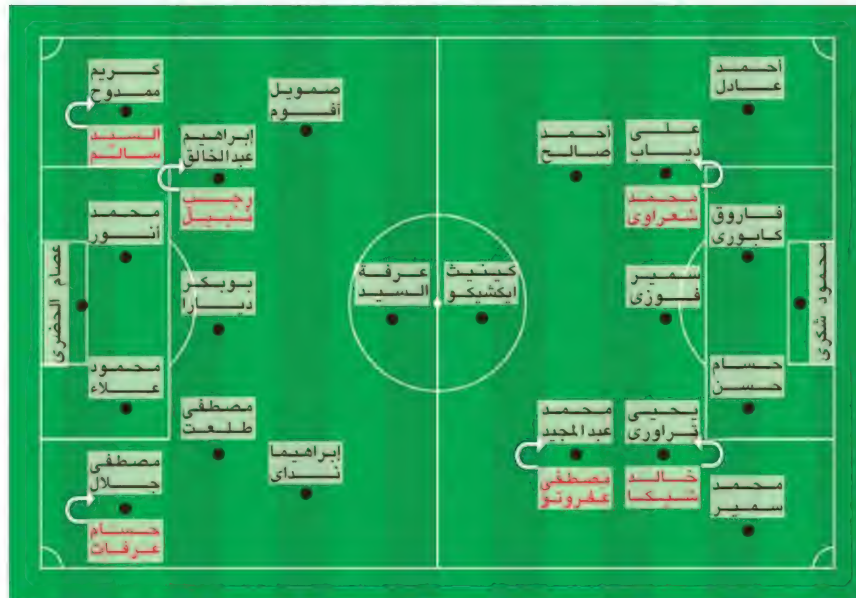 أحمد
عادل
على
دياب
محمد
شعراوى
أحمد
صالح
فاروق
كابورى
محمود شكرى
سمير
فوزى
كينيث
ايكشيكو
حسام
حسن
يحيى
تراورى
خالد
شيكا
محمد
عبدالمجيد
مصطفى
عفروتو
محمد
سمير
صمويل
أفوم
كريم
ممدوح
السيد
سالم
إبراهيم
عبدالخالق
رجب
نبيل
محمد
أنور
عصام الحضرى
بوبكر
ديارا
عرفة
السيد
محمود
علاء
مصطفى
طلعت
إبراهيما
نداى
مصطفى
جلال
حسام
عرفات